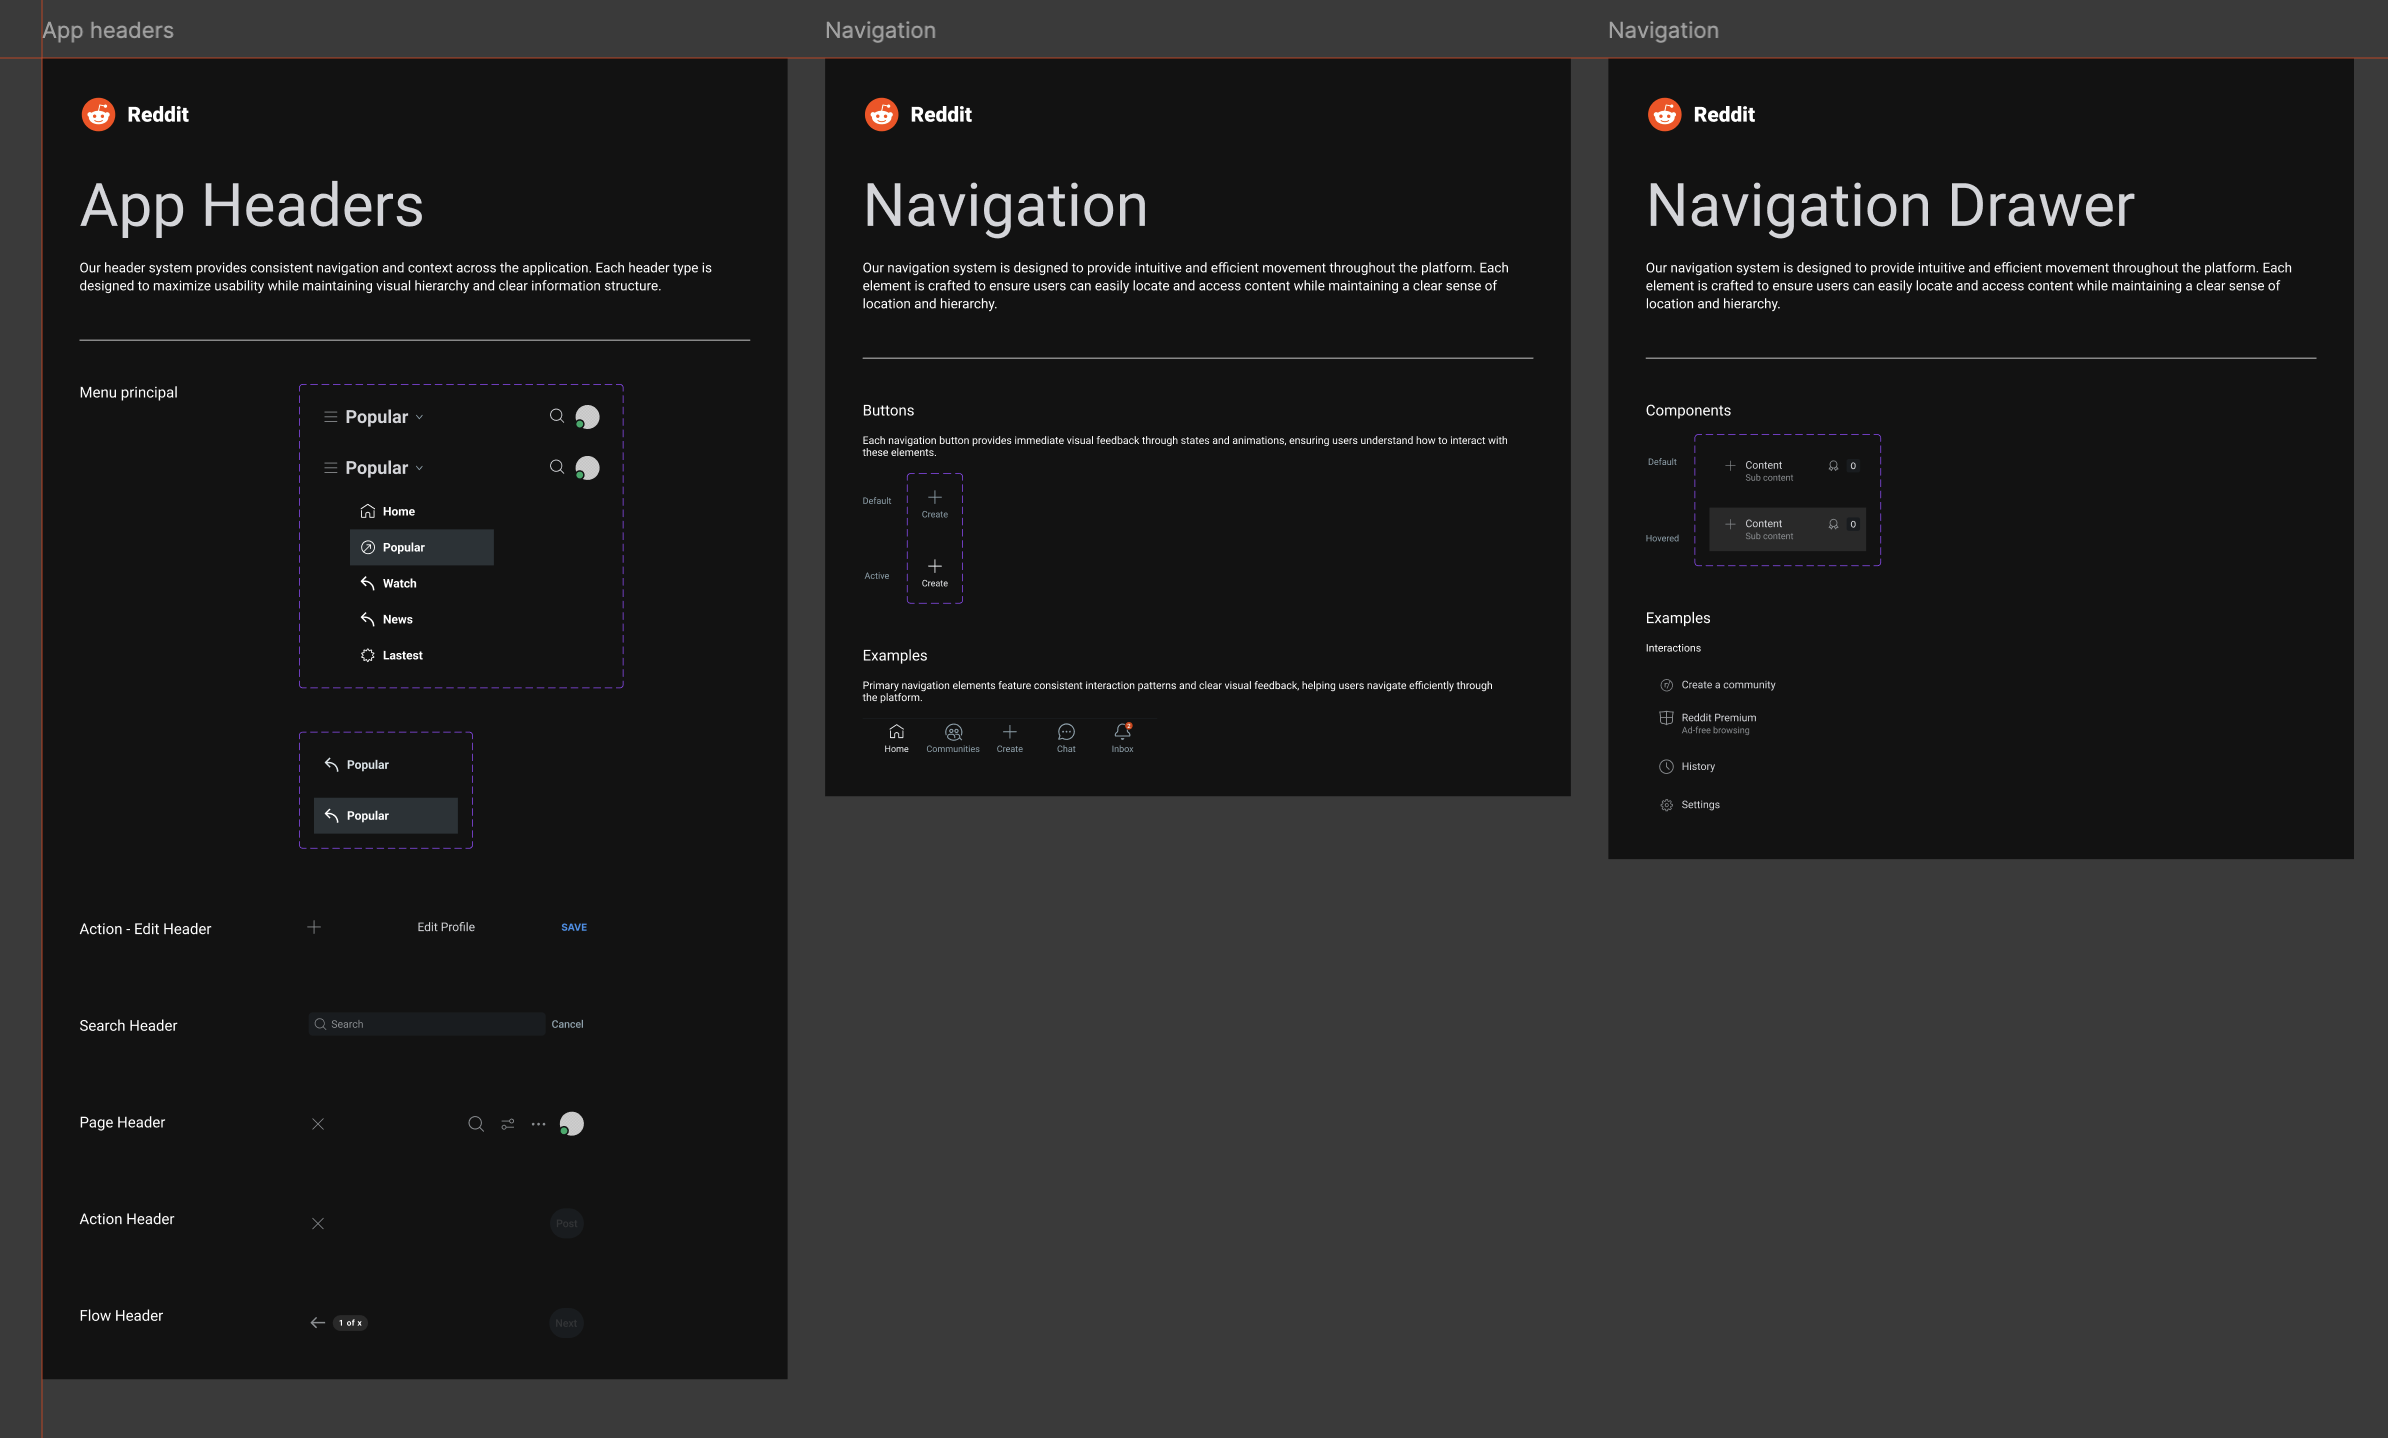 App headers
Reddit
App Headers
Our header system provides consistent navigation and context across the application. Each header type is
designed to maximize usability while maintaining visual hierarchy and clear information structure.
Menu principal
Popular
Popular
Home
Popular
Watch
News
Lastest
Popular
Popular
Action - Edit Header
Edit Profile
SAVE
Search Header
Search
Cancel
Page Header
Action Header
Post
Flow Header
1 of x
Next
Navigation
Reddit
Navigation
Our navigation system is designed to provide intuitive and efficient movement throughout the platform. Each
element is crafted to ensure users can easily locate and access content while maintaining a clear sense of
location and hierarchy.
Buttons
Each navigation button provides immediate visual feedback through states and animations, ensuring users understand how to interact with
these elements.
Default
Create
Active
Create
Examples
Primary navigation elements feature consistent interaction patterns and clear visual feedback, helping users navigate efficiently through
the platform.
Home
Communities
Create
Chat
2
Inbox
Navigation
Reddit
Navigation Drawer
Our navigation system is designed to provide intuitive and efficient movement throughout the platform. Each
element is crafted to ensure users can easily locate and access content while maintaining a clear sense of
location and hierarchy.
Components
Default
Content
Sub content
0
Hovered
Content
Sub content
0
Examples
Interactions
Create a community
Reddit Premium
Ad-free browsing
History
Settings